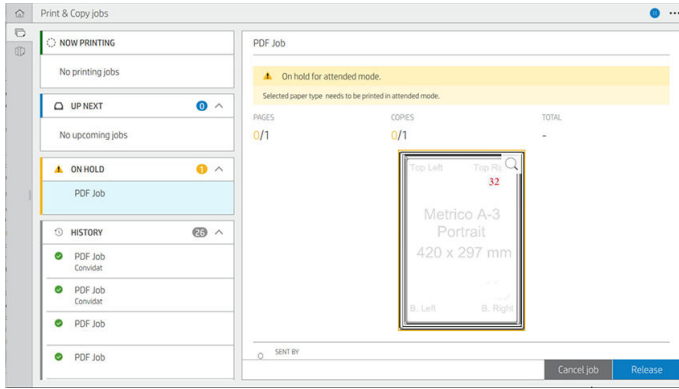 Print & Copy jobs
NOW PRINTING
No printing jobs
UP NEXT
0
No upcoming jobs
ON HOLD
1
PDF Job
HISTORY
26
PDF Job
Convidat
PDF Job
Convidat
PDF Job
PDF Job
PDF Job
On hold for attended mode.
Selected paper type needs to be printed in attended mode.
PAGES COPIES TOTAL
0/1 0/1 -
Top Left Top Ri
32
Metrico A-3
Portrait
420 x 297 mm
B. Left B. Right
SENT BY
Cancel job Release